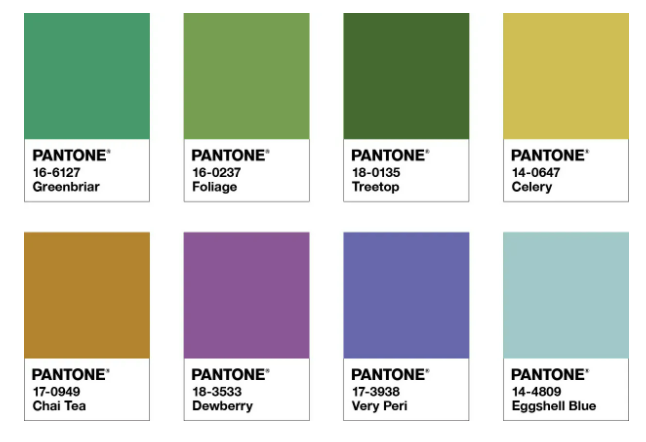 PANTONE®
16-6127
Greenbriar
PANTONE®
16-0237
Foliage
PANTONE®
18-0135
Treetop
PANTONE®
14-0647
Celery
PANTONE®
17-0949
Chai Tea
PANTONE®
18-3533
Dewberry
PANTONE®
17-3938
Very Peri
PANTONE®
14-4809
Eggshell Blue